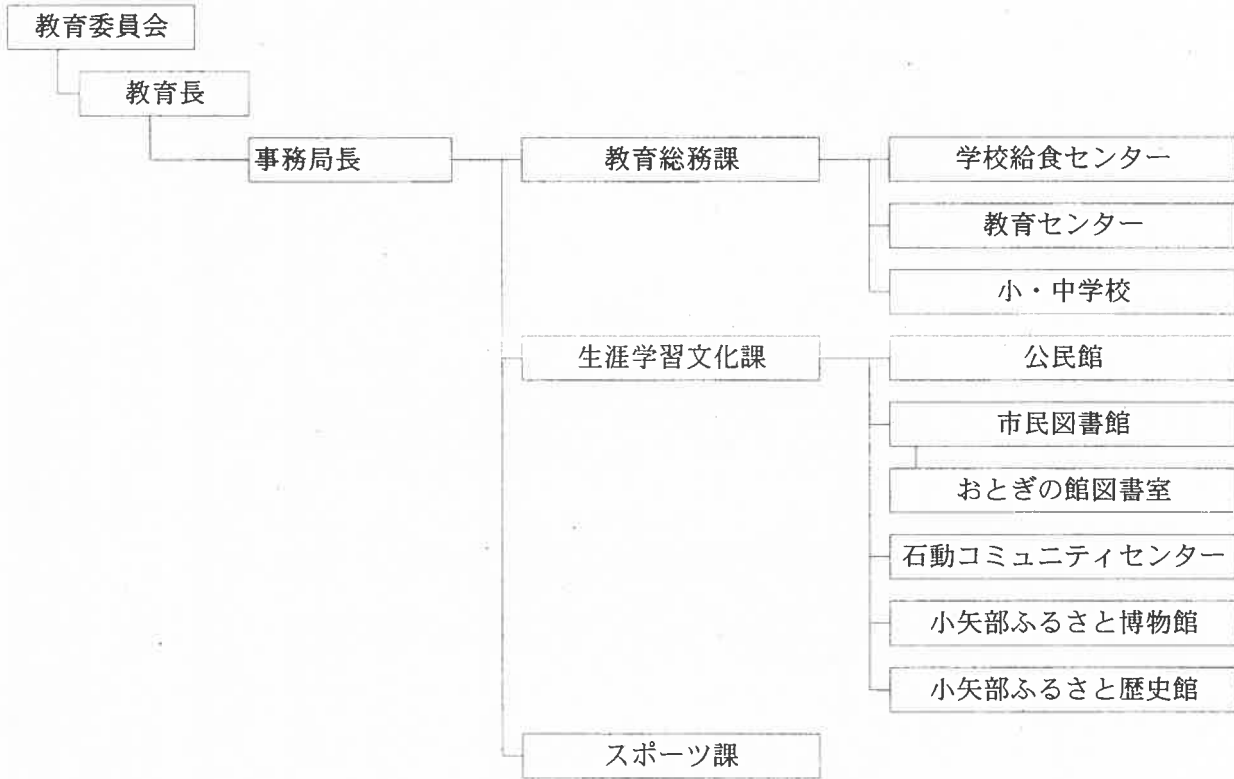 教育委員会
教育長
事務局長
教育総務課
学校給食センター
教育センター
小・中学校
生涯学習文化課
公民館
市民図書館
おとぎの館図書室
石動コミュニティセンター
小矢部ふるさと博物館
小矢部ふるさと歴史館
スポーツ課